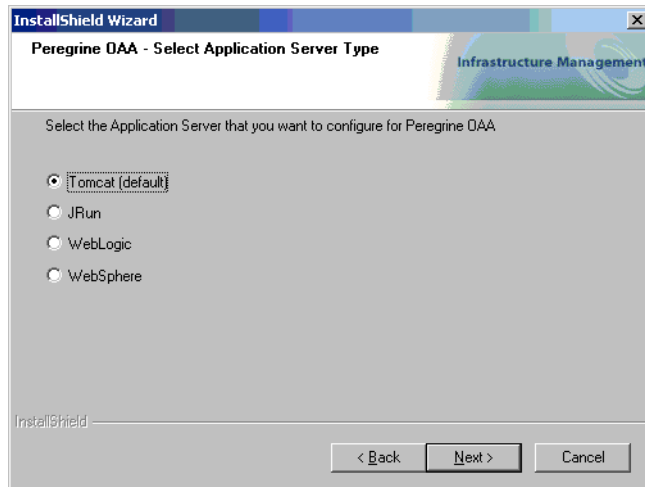 InstallShield Wizard
Peregrine OAA - Select Application Server Type
Infrastructure Management
Select the Application Server that you want to configure for Peregrine OAA
Tomcat (default)
JRun
WebLogic
WebSphere
InstallShield
< Back
Next >
Cancel